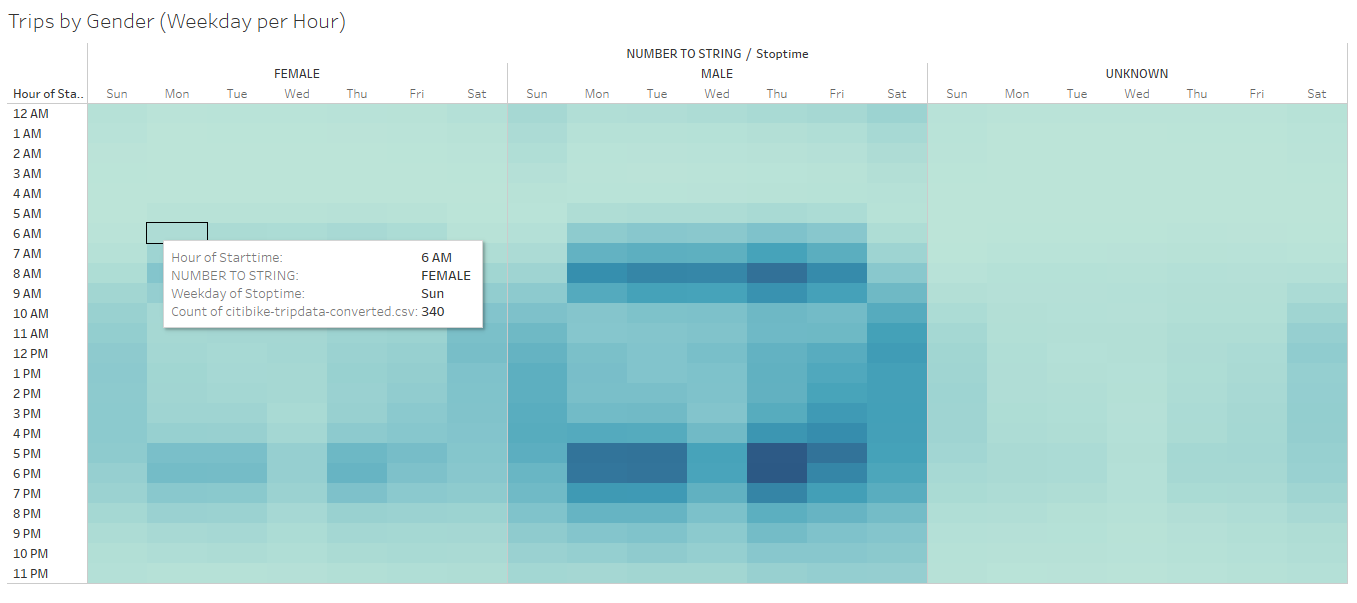 Trips by Gender (Weekday per Hour)
NUMBER TO STRING / Stoptime
FEMALE MALE UNKNOWN
Hour of Sta.. Sun Mon Tue Wed Thu Fri Sat Sun Mon Tue Wed Thu Fri Sat Sun Mon Tue Wed Thu Fri Sat
12 AM
1 AM
2 AM
3 AM
4 AM
5 AM
6 AM
7 AM
8 AM
9 AM
10 AM
11 AM
12 PM
1 PM
2 PM
3 PM
4 PM
5 PM
6 PM
7 PM
8 PM
9 PM
10 PM
11 PM
Hour of Starttime: 6 AM
NUMBER TO STRING: FEMALE
Weekday of Stoptime: Sun
Count of citibike-tripdata-converted.csv: 340